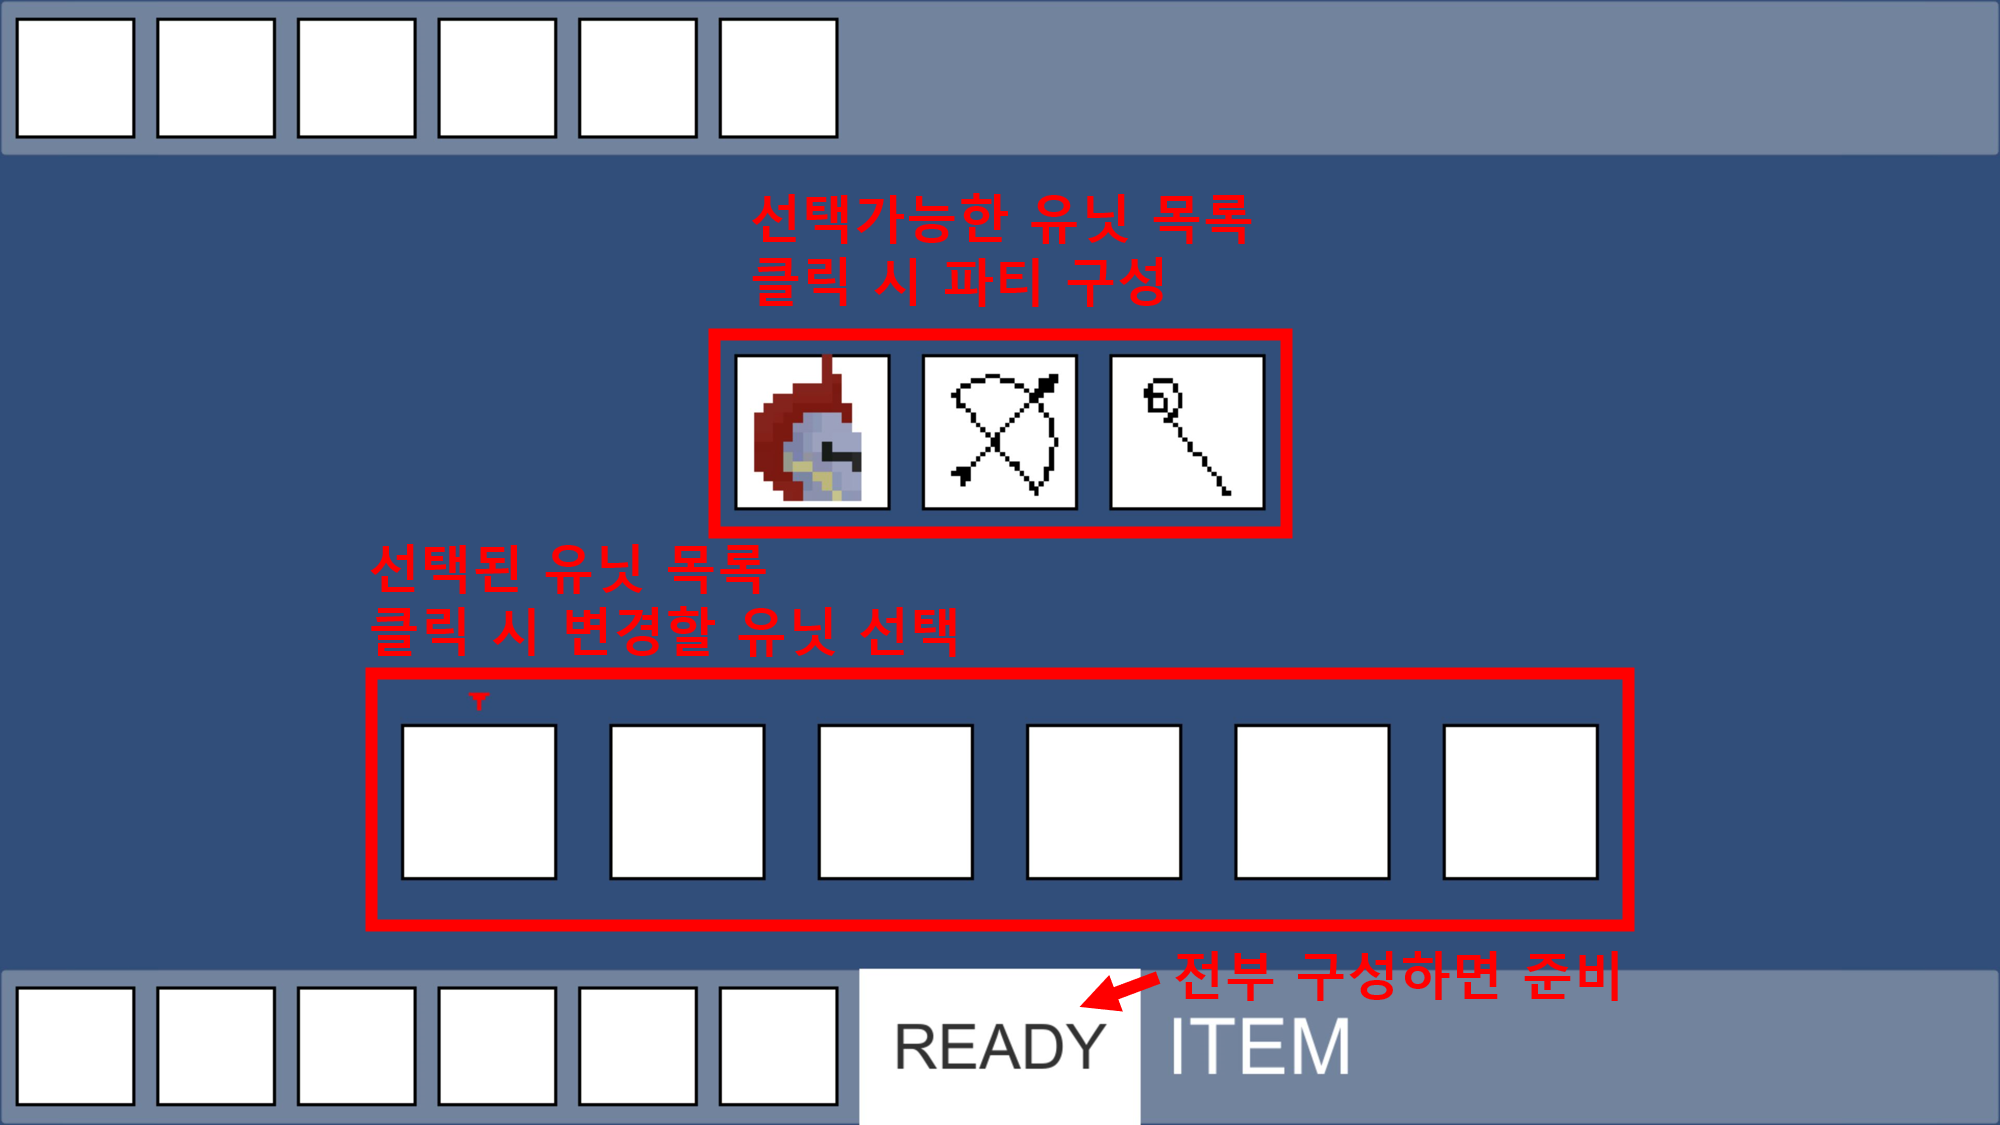 선택가능한 유닛 목록
클릭 시 파티 구성
선택된 유닛 목록
클릭 시 변경할 유닛 선택
전부 구성하면 준비
READY
ITEM